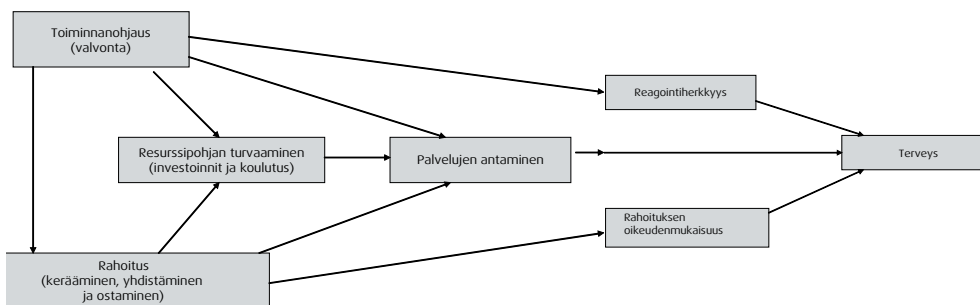 Toiminnanohjaus
(valvonta)
Reagointiherkkyys
Resurssipohjan turvaaminen
(investoinnit ja koulutus)
Palvelujen antaminen
Terveys
Rahoituksen
oikeudenmukaisuus
Rahoitus
(kerääminen, yhdistäminen
ja ostaminen)